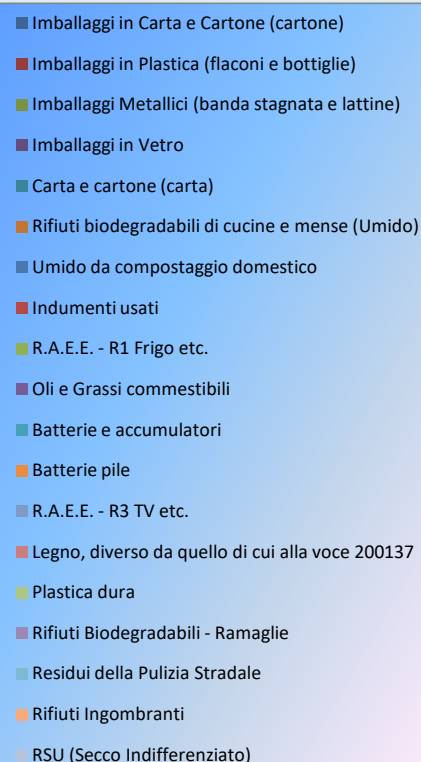 Imballaggi in Carta e Cartone (cartone)
Imballaggi in Plastica (flaconi e bottiglie)
Imballaggi Metallici (banda stagnata e lattine)
Imballaggi in Vetro
Carta e cartone (carta)
Rifiuti biodegradabili di cucine e mense (Umido)
Umido da compostaggio domestico
Indumenti usati
R.A.E.E. - R1 Frigo etc.
Oli e Grassi commestibili
Batterie e accumulatori
Batterie pile
R.A.E.E. - R3 TV etc.
Legno, diverso da quello di cui alla voce 200137
Plastica dura
Rifiuti Biodegradabili - Ramaglie
Residui della Pulizia Stradale
Rifiuti Ingombranti
RSU (Secco Indifferenziato)